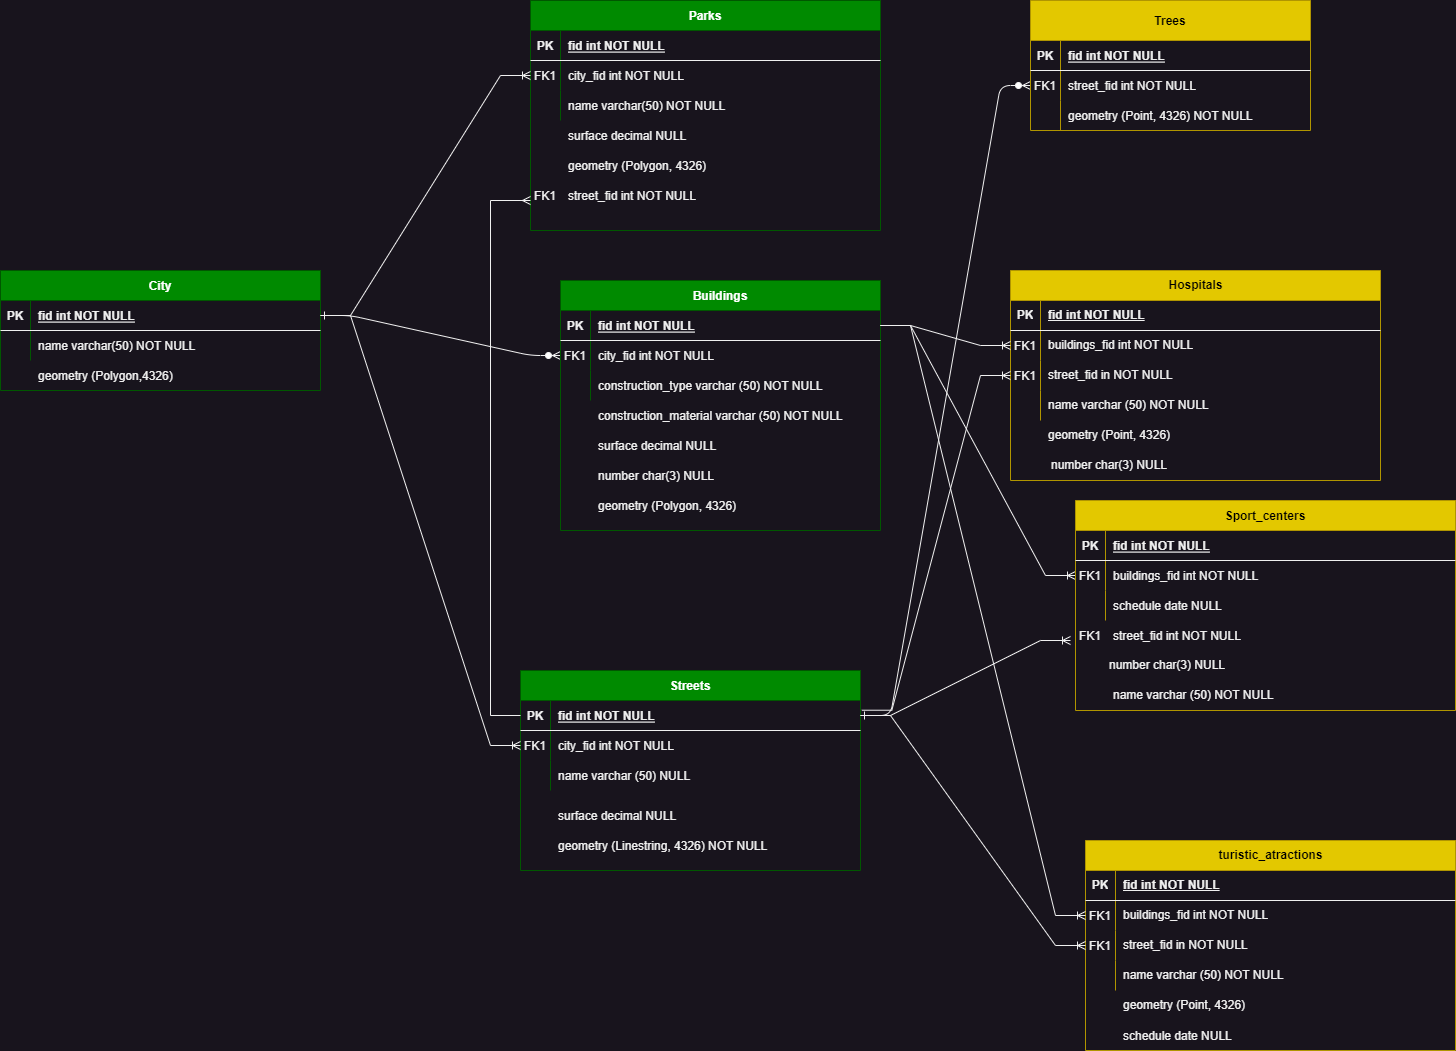 Parks
PK fid int NOT NULL
FK1 city_fid int NOT NULL
name varchar(50) NOT NULL
surface decimal NULL
geometry (Polygon, 4326)
FK1 street_fid int NOT NULL
Trees
PK fid int NOT NULL
FK1 street_fid int NOT NULL
geometry (Point, 4326) NOT NULL
City
PK fid int NOT NULL
name varchar(50) NOT NULL
geometry (Polygon,4326)
Buildings
PK fid int NOT NULL
FK1 city_fid int NOT NULL
construction_type varchar (50) NOT NULL
construction_material varchar (50) NOT NULL
surface decimal NULL
number char(3) NULL
geometry (Polygon, 4326)
Hospitals
PK fid int NOT NULL
FK1 buildings_fid int NOT NULL
FK1 street_fid in NOT NULL
name varchar (50) NOT NULL
geometry (Point, 4326)
number char(3) NULL
Sport_centers
PK fid int NOT NULL
FK1 buildings_fid int NOT NULL
schedule date NULL
FK1 street_fid int NOT NULL
number char(3) NULL
name varchar (50) NOT NULL
Streets
PK fid int NOT NULL
FK1 city_fid int NOT NULL
name varchar (50) NULL
surface decimal NULL
geometry (Linestring, 4326) NOT NULL
turistic_atractions
PK fid int NOT NULL
FK1 buildings_fid int NOT NULL
FK1 street_fid in NOT NULL
name varchar (50) NOT NULL
geometry (Point, 4326)
schedule date NULL